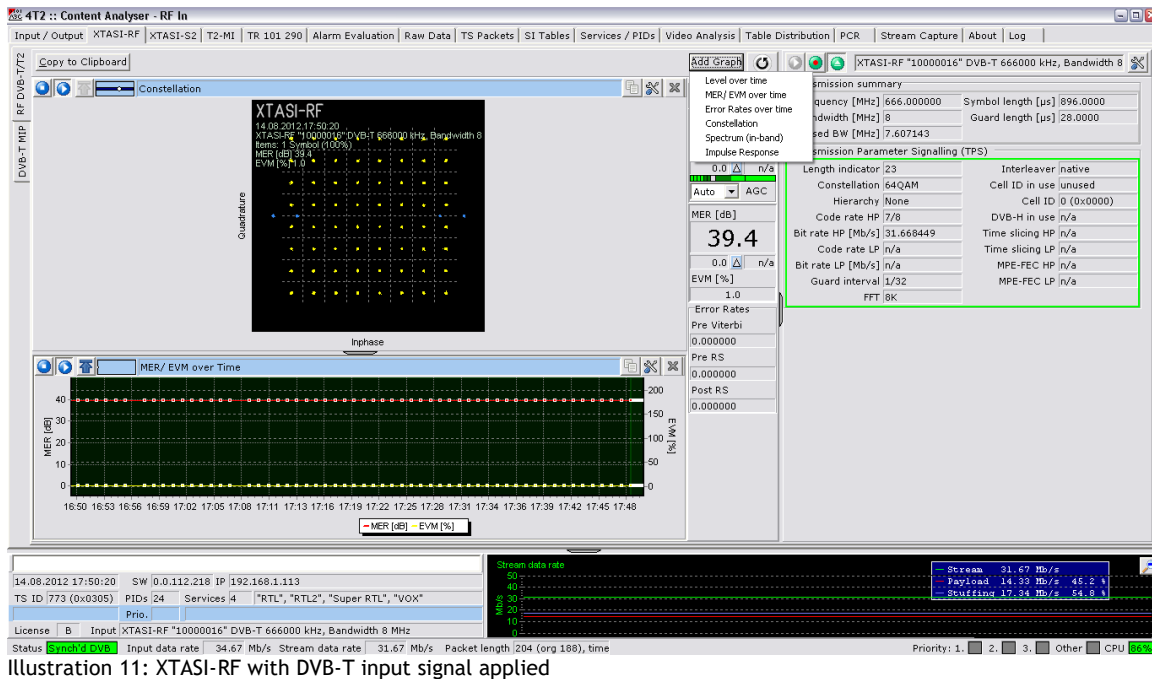 4T2 :: Content Analyser - RF In
Input / Output XTASI-RF XTASI-S2 T2-MI TR 101 290 Alarm Evaluation Raw Data TS Packets SI Tables Services / PIDs Video Analysis Table Distribution PCR Stream Capture About Log
RF DVB-T/T2
DVB-T MIP
Copy to Clipboard
Constellation
XTASI-RF
14.08.2012 17:50:20
XTASI-RF "10000016" DVB-T 666000 kHz, Bandwidth 8
Items: 1 Symbol (100%)
MER [dB] 39.4
EVM [%] 1.0
Quadrature
Inphase
MER/ EVM over Time
MER [dB]
40
30
20
10
0
EVM [%]
200
150
100
50
0
16:50 16:53 16:56 16:59 17:02 17:05 17:08 17:11 17:13 17:16 17:19 17:22 17:25 17:28 17:31 17:34 17:36 17:39 17:42 17:45 17:48
MER [dB] EVM [%]
Add Graph
Level over time
MER/ EVM over time
Error Rates over time
Constellation
Spectrum (in-band)
Impulse Response
0.0 n/a
Auto AGC
MER [dB]
39.4
0.0 n/a
EVM [%]
1.0
Error Rates
Pre Viterbi
0.000000
Pre RS
0.000000
Post RS
0.000000
XTASI-RF "10000016" DVB-T 666000 kHz, Bandwidth 8
smission summary
quency [MHz] 666.000000 Symbol length [µs] 896.0000
ndwidth [MHz] 8 Guard length [µs] 28.0000
sed BW [MHz] 7.607143
smission Parameter Signalling (TPS)
Length indicator 23 Interleaver native
Constellation 64QAM Cell ID in use unused
Hierarchy None Cell ID 0 (0x0000)
Code rate HP 7/8 DVB-H in use n/a
Bit rate HP [Mb/s] 31.668449 Time slicing HP n/a
Code rate LP n/a Time slicing LP n/a
Bit rate LP [Mb/s] n/a MPE-FEC HP n/a
Guard interval 1/32 MPE-FEC LP n/a
FFT 8K
14.08.2012 17:50:20 SW 0.0.112.218 IP 192.168.1.113
TS ID 773 (0x0305) PIDs 24 Services 4 "RTL", "RTL2", "Super RTL", "VOX"
Prio.
License B Input XTASI-RF "10000016" DVB-T 666000 kHz, Bandwidth 8 MHz
Stream data rate
Mb/s
50
40
30
20
10
0
Stream 31.67 Mb/s
Payload 14.33 Mb/s 45.2 %
Stuffing 17.34 Mb/s 54.8 %
Status Synch'd DVB Input data rate 34.67 Mb/s Stream data rate 31.67 Mb/s Packet length 204 (org 188), time Priority: 1. 2. 3. Other CPU 86%
Illustration 11: XTASI-RF with DVB-T input signal applied